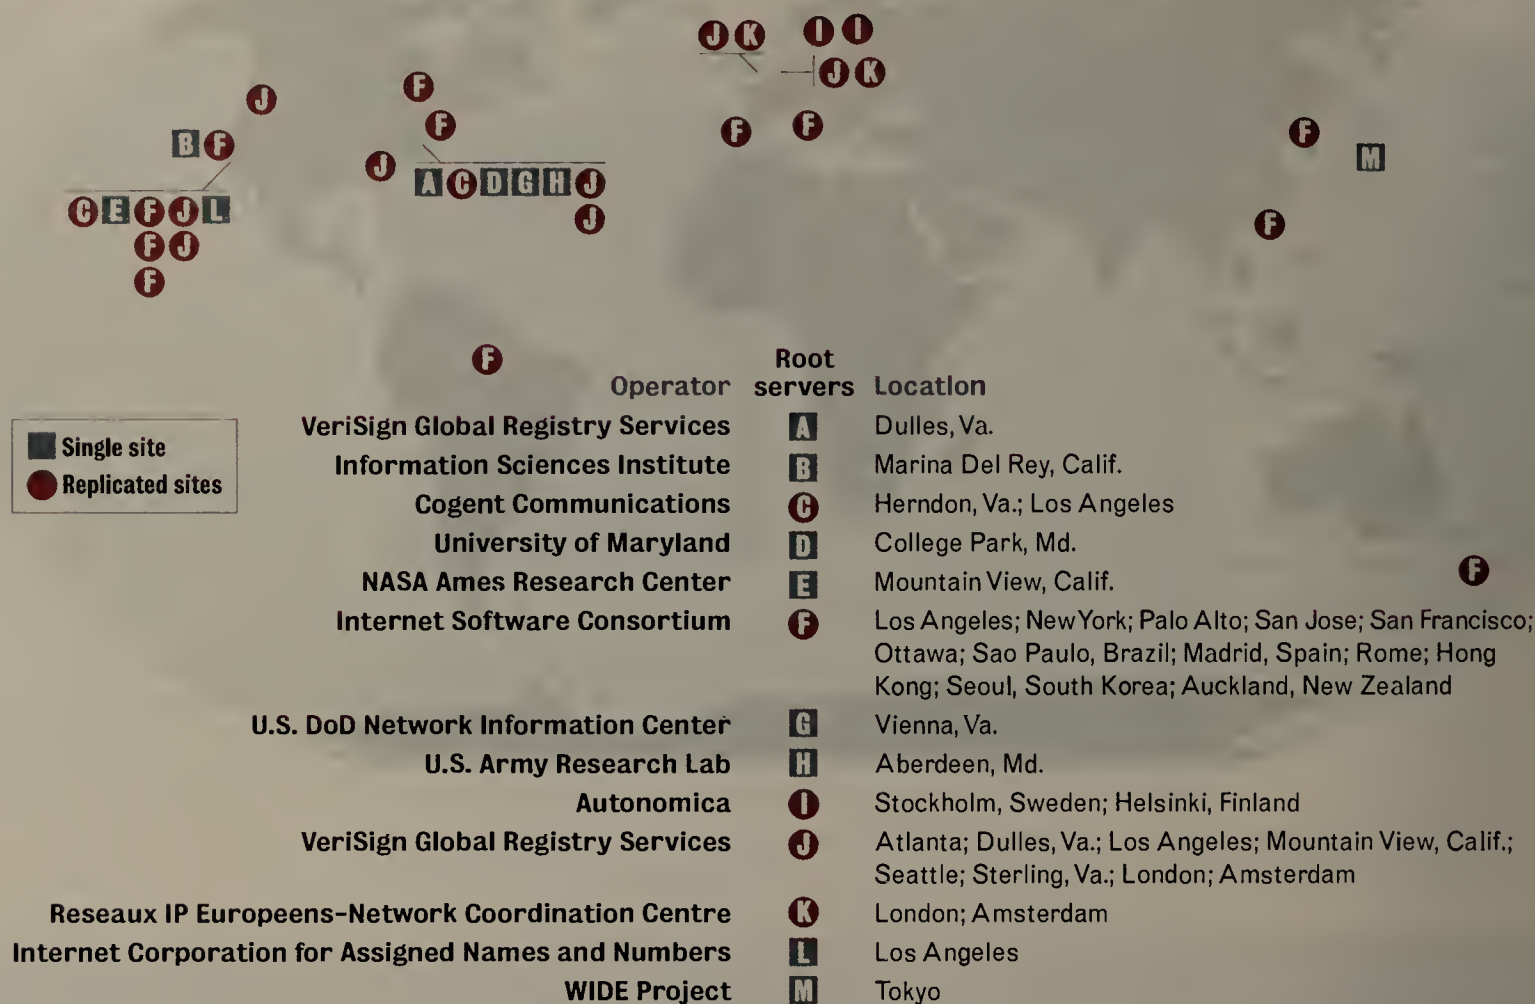 J K I I
J K
F
J
F
F
F
F
B F
M
J
A C D G H J
C E F J L
J
F
F J
F
F
Root
Operator servers Location
VeriSign Global Registry Services A Dulles, Va.
Single site
Information Sciences Institute B Marina Del Rey, Calif.
Replicated sites
Cogent Communications C Herndon, Va.; Los Angeles
University of Maryland D College Park, Md.
NASA Ames Research Center E Mountain View, Calif.
F
Internet Software Consortium F Los Angeles; New York; Palo Alto; San Jose; San Francisco;
Ottawa; Sao Paulo, Brazil; Madrid, Spain; Rome; Hong
Kong; Seoul, South Korea; Auckland, New Zealand
U.S. DoD Network Information Center G Vienna, Va.
U.S. Army Research Lab H Aberdeen, Md.
Autonomica I Stockholm, Sweden; Helsinki, Finland
VeriSign Global Registry Services J Atlanta; Dulles, Va.; Los Angeles; Mountain View, Calif.;
Seattle; Sterling, Va.; London; Amsterdam
Reseaux IP Europeens-Network Coordination Centre K London; Amsterdam
Internet Corporation for Assigned Names and Numbers L Los Angeles
WIDE Project M Tokyo